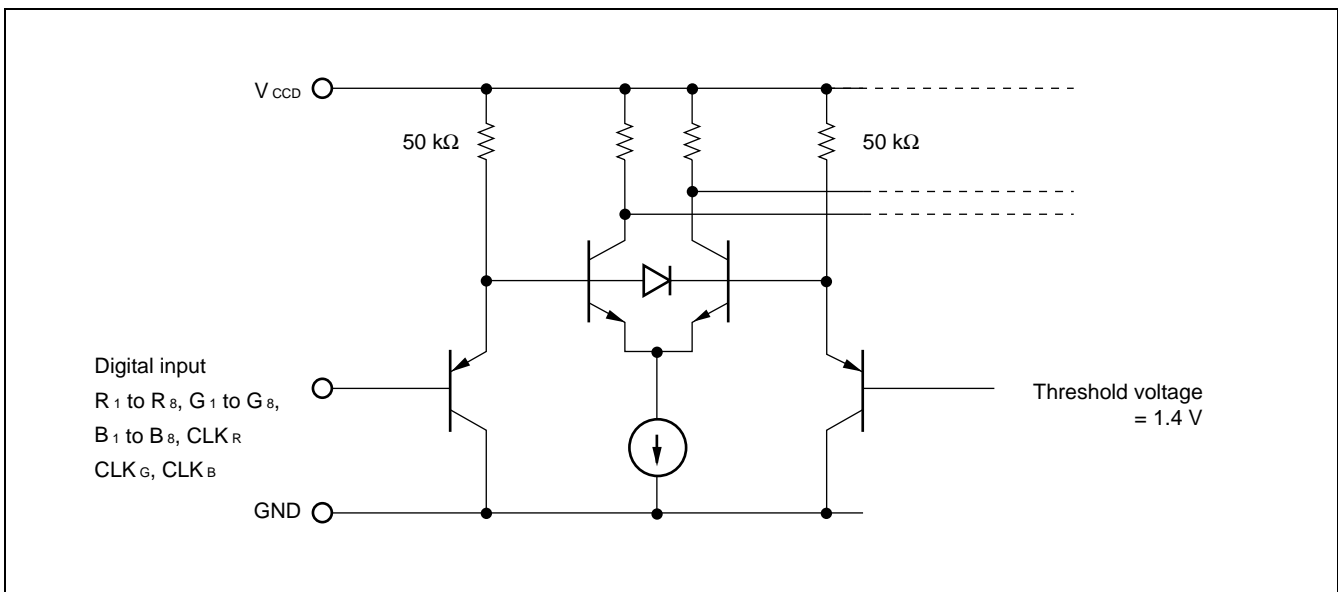 V CCD
50 kΩ
50 kΩ
Digital input
R 1 to R 8, G 1 to G 8,
B 1 to B 8, CLK R
CLK G, CLK B
Threshold voltage
= 1.4 V
GND